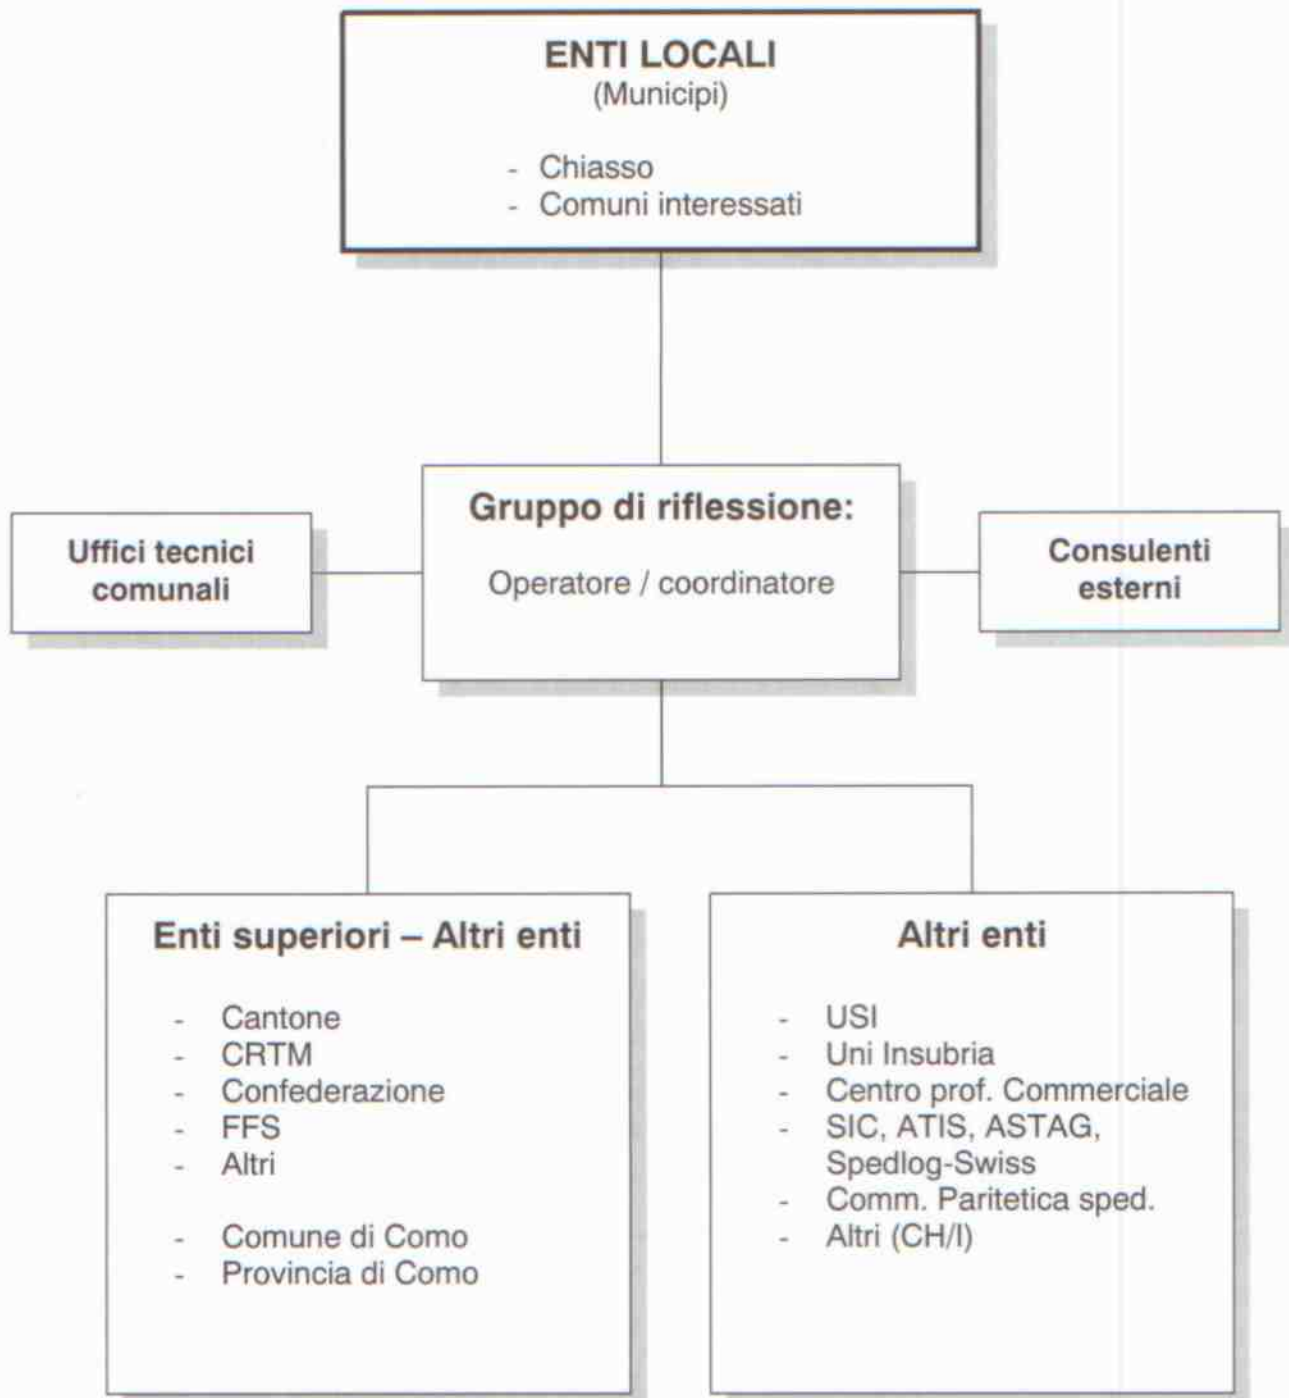 ENTI LOCALI
(Municipi)
- Chiasso
- Comuni interessati
Gruppo di riflessione:
Operatore / coordinatore
Uffici tecnici
comunali
Consulenti
esterni
Enti superiori – Altri enti
- Cantone
- CRTM
- Confederazione
- FFS
- Altri
- Comune di Como
- Provincia di Como
Altri enti
- USI
- Uni Insubria
- Centro prof. Commerciale
- SIC, ATIS, ASTAG,
Spedlog-Swiss
- Comm. Paritetica sped.
- Altri (CH/I)